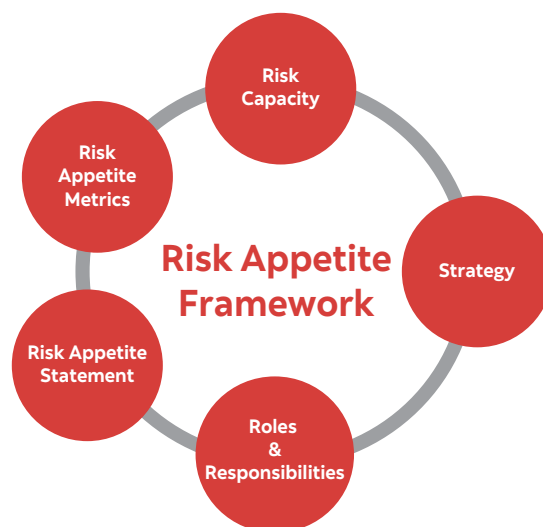 Risk
Capacity
Risk
Appetite
Metrics
Risk Appetite
Framework
Strategy
Risk Appetite
Statement
Roles
&
Responsibilities